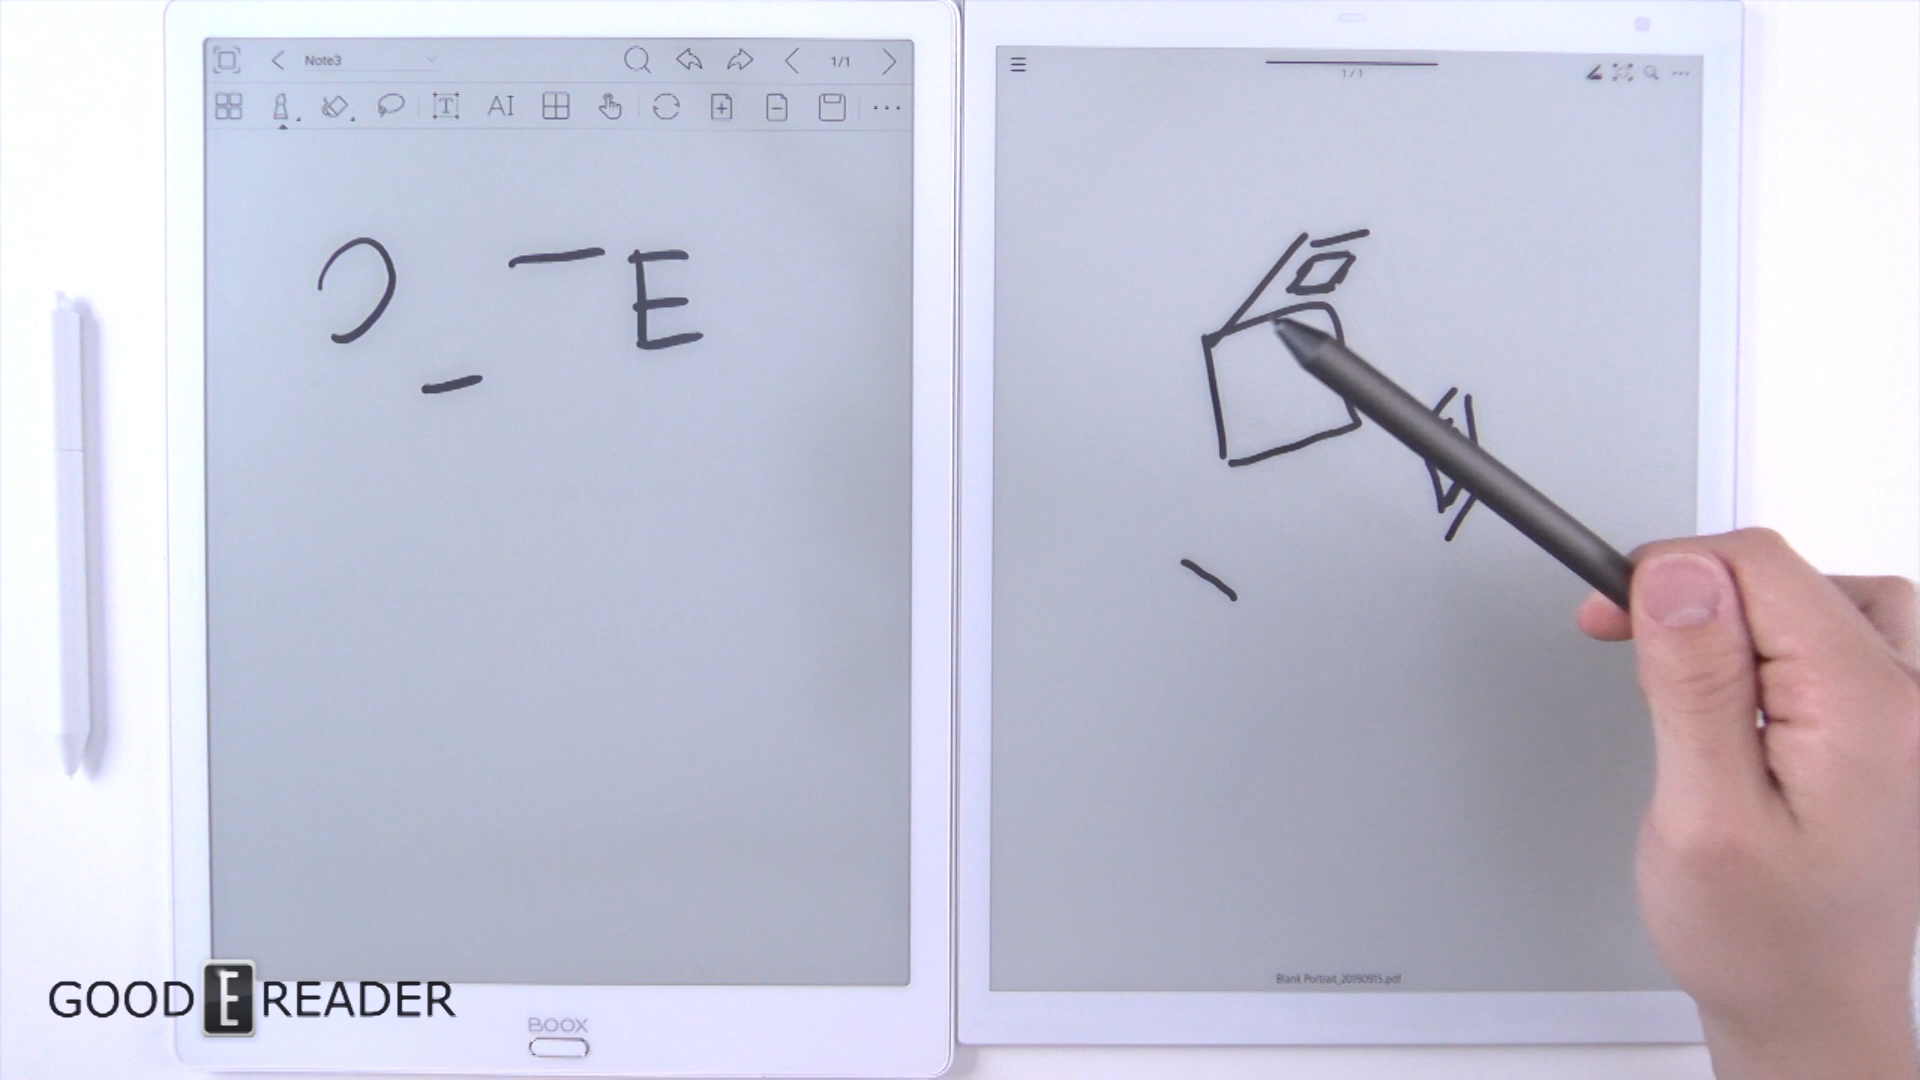 Note3
1/1
AI
T
E
BOOX
1/1
Blank Portrait_20190915.pdf
GOOD E READER